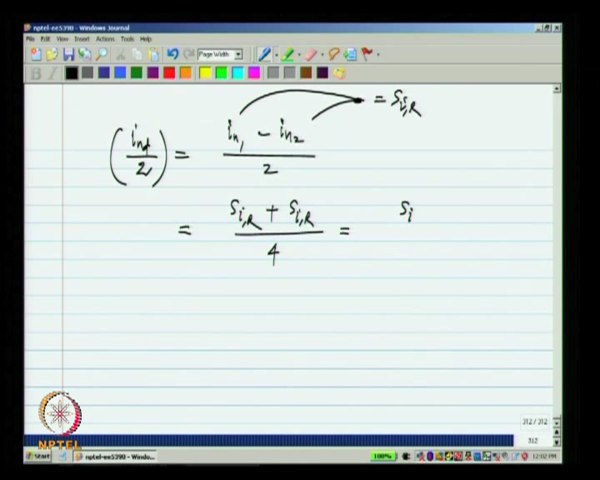 nptel-ee5390 - Windows Journal
File Edit View Insert Actions Tools Help
Page Width
B I
= S_{i,R}
(i_{nd}/2) = (i_{n1} - i_{n2})/2
= (S_{i,R} + S_{i,R})/4 = S_i
312 / 312
312
NPTEL
Start nptel-ee5390 - Windo... 100% 12:02 PM